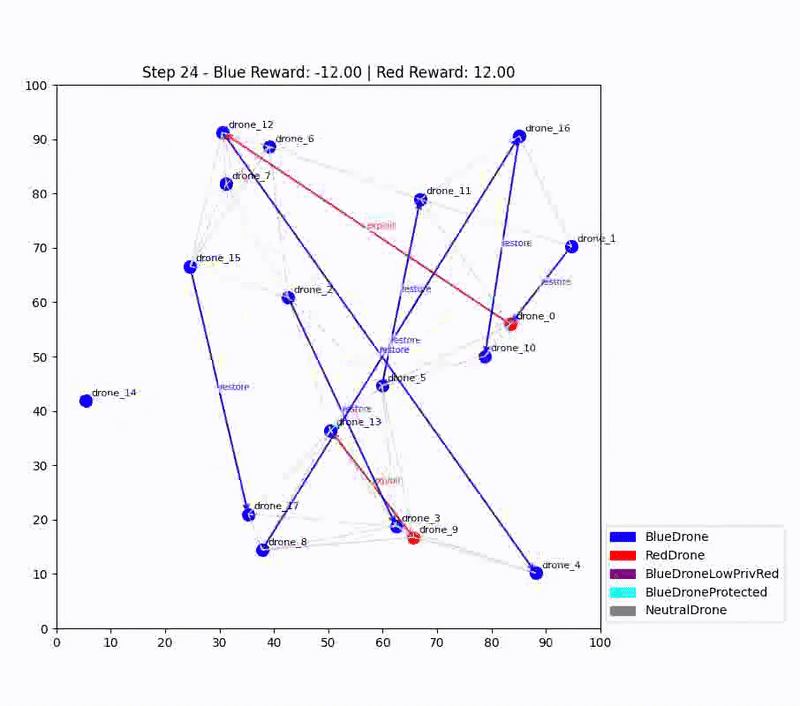 Step 24 - Blue Reward: -12.00 | Red Reward: 12.00
100
90
80
70
60
50
40
30
20
10
0
0 10 20 30 40 50 60 70 80 90 100
drone_12
drone_6
drone_16
drone_7
drone_11
exploit
drone_1
restore
drone_15
restore
drone_2
restore
drone_0
restore
restore
drone_10
drone_5
restore
drone_14
restore
drone_13
drone_17
drone_3
drone_9
drone_8
drone_4
BlueDrone
RedDrone
BlueDroneLowPrivRed
BlueDroneProtected
NeutralDrone